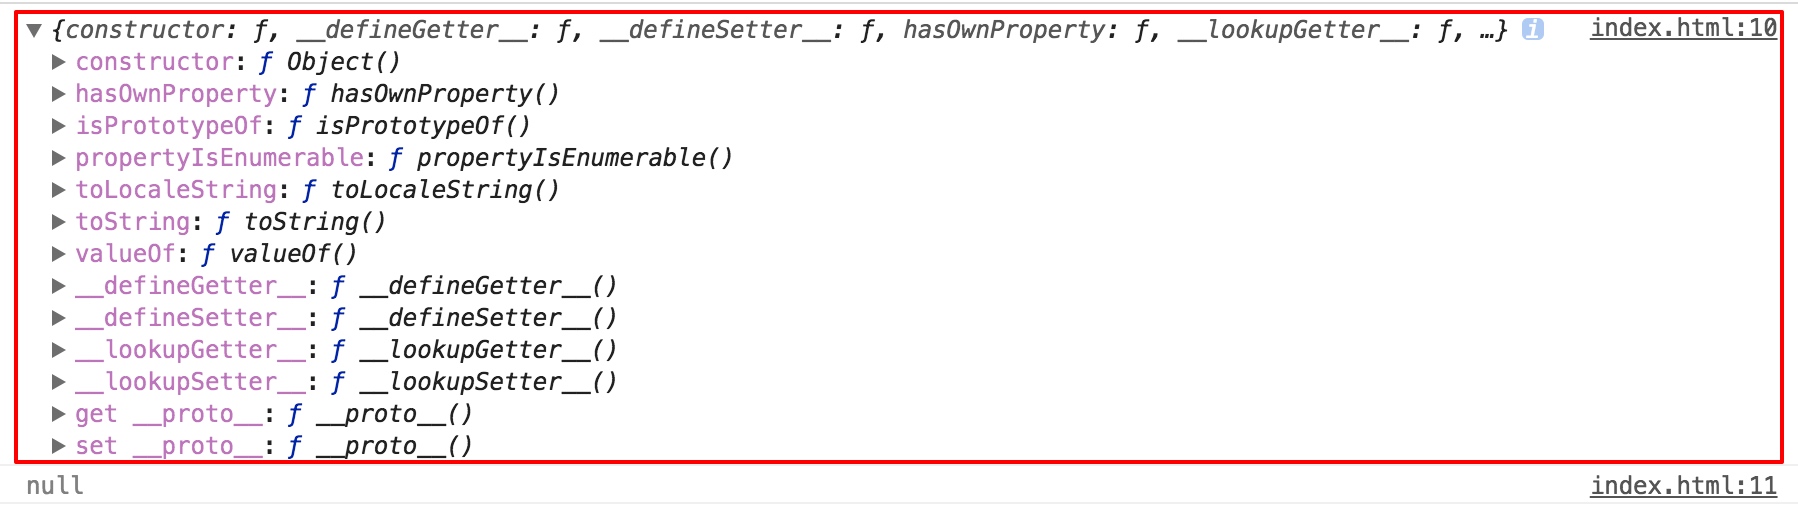 ▼{constructor: ƒ, __defineGetter__: ƒ, __defineSetter__: ƒ, hasOwnProperty: ƒ, __lookupGetter__: ƒ, …} i index.html:10
▶constructor: ƒ Object()
▶hasOwnProperty: ƒ hasOwnProperty()
▶isPrototypeOf: ƒ isPrototypeOf()
▶propertyIsEnumerable: ƒ propertyIsEnumerable()
▶toLocaleString: ƒ toLocaleString()
▶toString: ƒ toString()
▶valueOf: ƒ valueOf()
▶__defineGetter__: ƒ __defineGetter__()
▶__defineSetter__: ƒ __defineSetter__()
▶__lookupGetter__: ƒ __lookupGetter__()
▶__lookupSetter__: ƒ __lookupSetter__()
▶get __proto__: ƒ __proto__()
▶set __proto__: ƒ __proto__()
null index.html:11